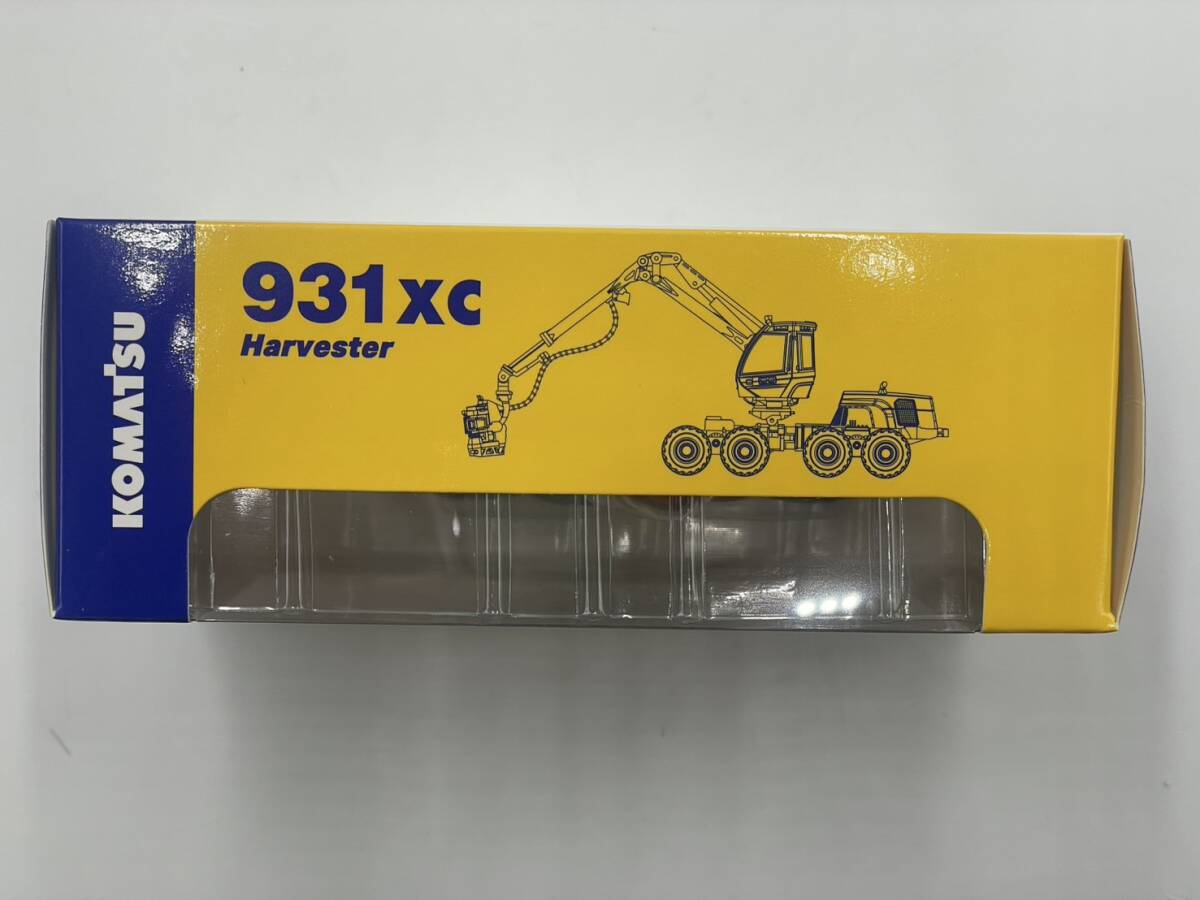 KOMATSU
931XC
Harvester